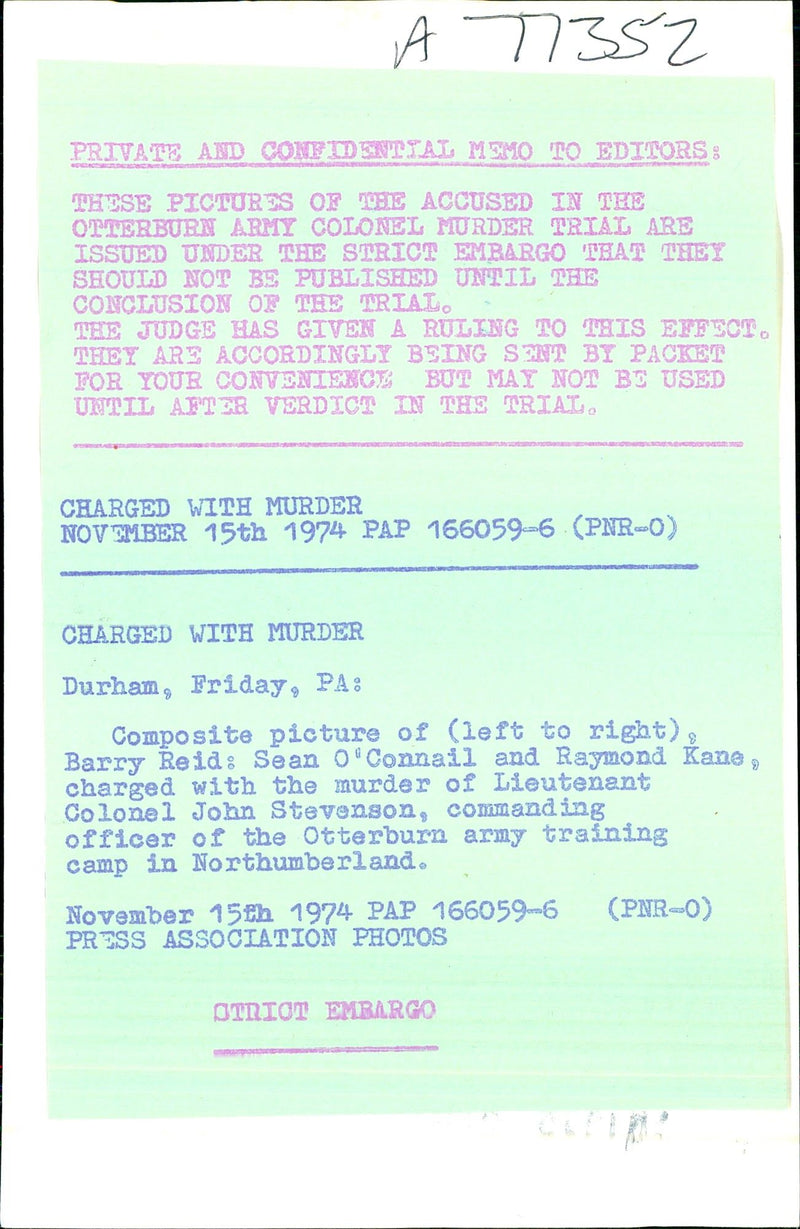 A 77352
PRIVATE AND CONFIDENTIAL MEMO TO EDITORS:
THESE PICTURES OF THE ACCUSED IN THE
OTTERBURN ARMY COLONEL MURDER TRIAL ARE
ISSUED UNDER THE STRICT EMBARGO THAT THEY
SHOULD NOT BE PUBLISHED UNTIL THE
CONCLUSION OF THE TRIAL.
THE JUDGE HAS GIVEN A RULING TO THIS EFFECT.
THEY ARE ACCORDINGLY BEING SENT BY PACKET
FOR YOUR CONVENIENCE BUT MAY NOT BE USED
UNTIL AFTER VERDICT IN THE TRIAL.
CHARGED WITH MURDER
NOVEMBER 15th 1974 PAP 166059-6 (PNR-O)
CHARGED WITH MURDER
Durham, Friday, PA:
Composite picture of (left to right),
Barry Reid: Sean O'Connail and Raymond Kane,
charged with the murder of Lieutenant
Colonel John Stevenson, commanding
officer of the Otterburn army training
camp in Northumberland.
November 15th 1974 PAP 166059-6 (PNR-O)
PRESS ASSOCIATION PHOTOS
STRICT EMBARGO